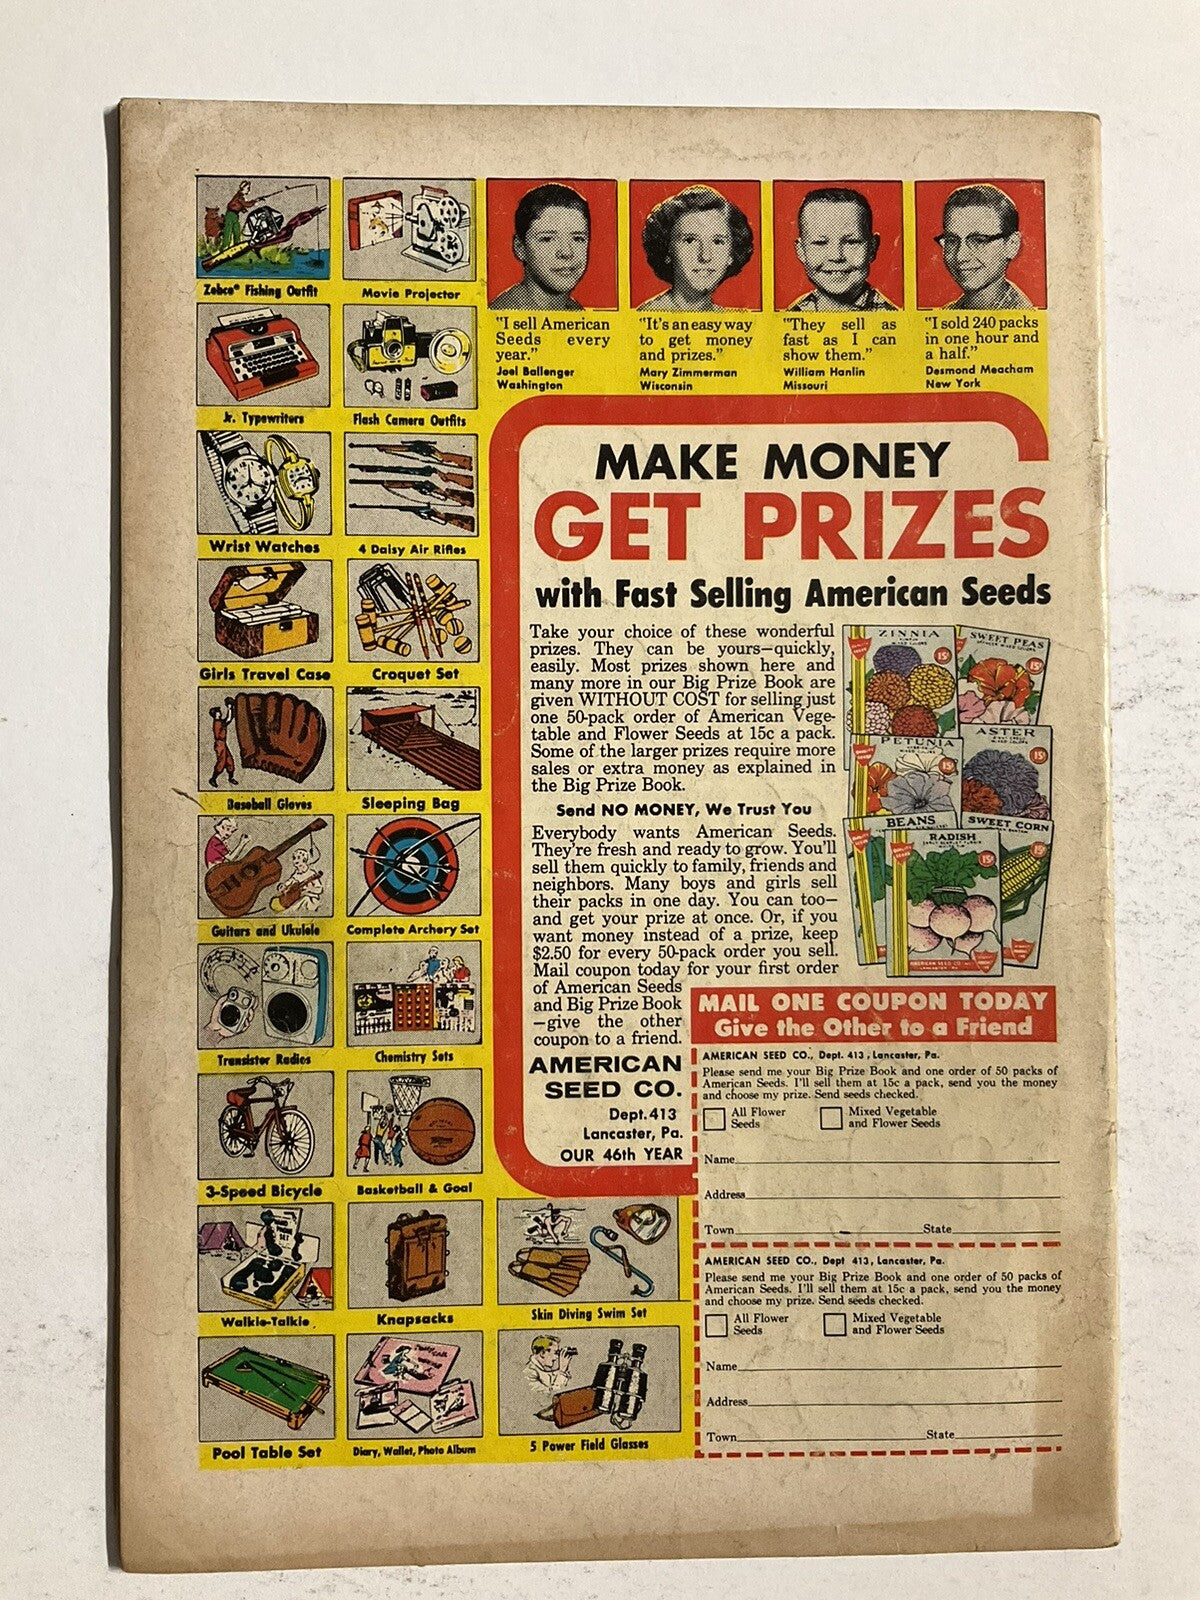 Zebco® Fishing Outfit
Movie Projector
Jr. Typewriters
Flash Camera Outfits
Wrist Watches
4 Daisy Air Rifles
Girls Travel Case
Croquet Set
Baseball Gloves
Sleeping Bag
Guitars and Ukulele
Complete Archery Set
Transistor Radios
Chemistry Sets
3-Speed Bicycle
Basketball & Goal
Walkie-Talkie
Knapsacks
Skin Diving Swim Set
Pool Table Set
Diary, Wallet, Photo Album
5 Power Field Glasses
"I sell American
Seeds every
year."
Joel Ballenger
Washington
"It's an easy way
to get money
and prizes."
Mary Zimmerman
Wisconsin
"They sell as
fast as I can
show them."
William Hanlin
Missouri
"I sold 240 packs
in one hour and
a half."
Desmond Meacham
New York
MAKE MONEY
GET PRIZES
with Fast Selling American Seeds
Take your choice of these wonderful
prizes. They can be yours—quickly,
easily. Most prizes shown here and
many more in our Big Prize Book are
given WITHOUT COST for selling just
one 50-pack order of American Vege-
table and Flower Seeds at 15c a pack.
Some of the larger prizes require more
sales or extra money as explained in
the Big Prize Book.
Send NO MONEY, We Trust You
Everybody wants American Seeds.
They're fresh and ready to grow. You'll
sell them quickly to family, friends and
neighbors. Many boys and girls sell
their packs in one day. You can too—
and get your prize at once. Or, if you
want money instead of a prize, keep
$2.50 for every 50-pack order you sell.
Mail coupon today for your first order
of American Seeds
and Big Prize Book
—give the other
coupon to a friend.
AMERICAN
SEED CO.
Dept. 413
Lancaster, Pa.
OUR 46th YEAR
ZINNIA
15¢
SWEET PEAS
15¢
PETUNIA
15¢
ASTER
15¢
BEANS
SWEET CORN
15¢
RADISH
15¢
AMERICAN SEED CO.
LANCASTER, PA.
MAIL ONE COUPON TODAY
Give the Other to a Friend
AMERICAN SEED CO., Dept. 413, Lancaster, Pa.
Please send me your Big Prize Book and one order of 50 packs of
American Seeds. I'll sell them at 15c a pack, send you the money
and choose my prize. Send seeds checked.
All Flower
Seeds
Mixed Vegetable
and Flower Seeds
Name
Address
Town State
AMERICAN SEED CO., Dept 413, Lancaster, Pa.
Please send me your Big Prize Book and one order of 50 packs of
American Seeds. I'll sell them at 15c a pack, send you the money
and choose my prize. Send seeds checked.
All Flower
Seeds
Mixed Vegetable
and Flower Seeds
Name
Address
Town State